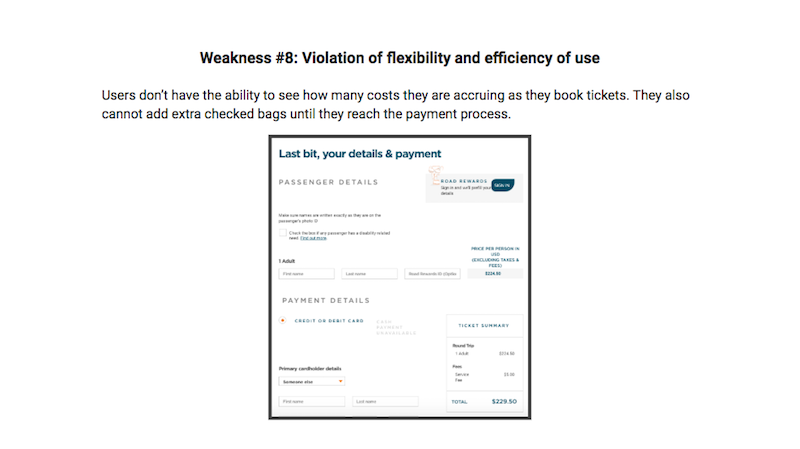 Weakness #8: Violation of flexibility and efficiency of use
Users don’t have the ability to see how many costs they are accruing as they book tickets. They also
cannot add extra checked bags until they reach the payment process.
Last bit, your details & payment
PASSENGER DETAILS
ROAD REWARDS
Sign in and we'll prefill your
details
SIGN IN
Make sure names are written exactly as they are on the
passenger's photo ID
Check the box if any passenger has a disability-related
need. Find out more.
PRICE PER PERSON IN
USD
(EXCLUDING TAXES &
FEES)
1 Adult
First name
Last name
Road Rewards ID
$224.50
PAYMENT DETAILS
CREDIT OR DEBIT CARD
CASH
PAYMENT
UNAVAILABLE
TICKET SUMMARY
Round Trip
1 Adult
$224.50
Fees
Service
Fee
$5.00
Primary cardholder details
Someone else
First name
Last name
TOTAL
$229.50